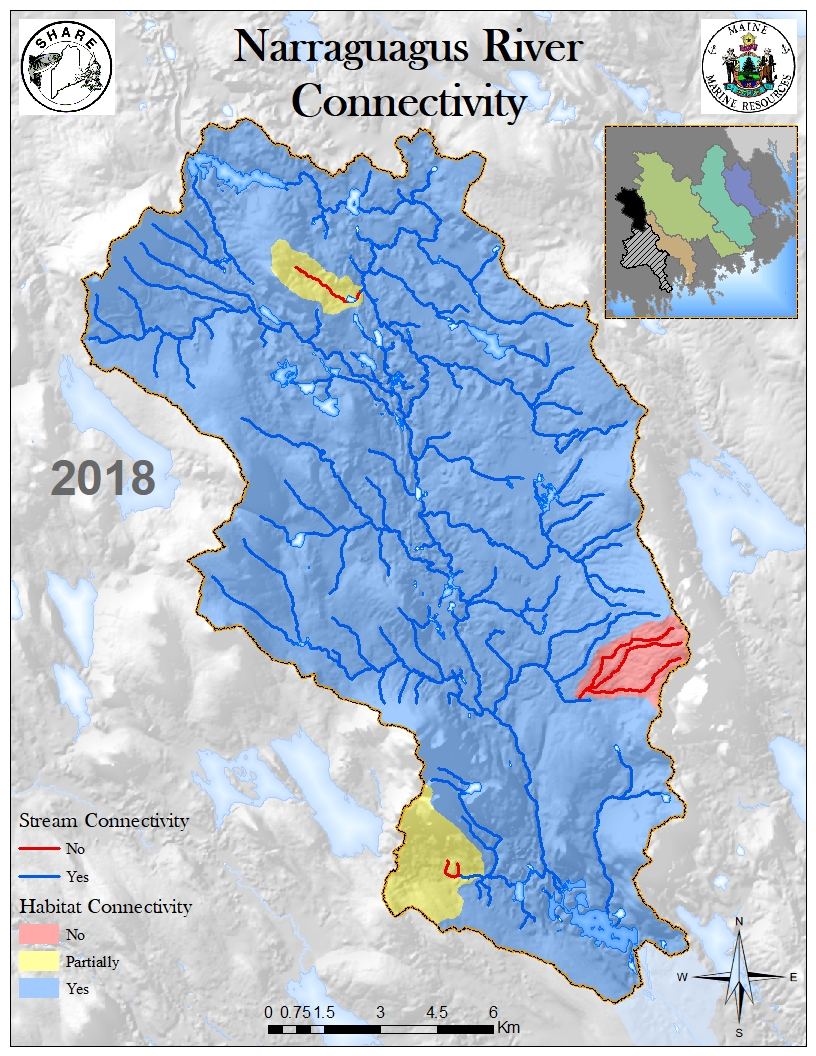 SHARE
Narraguagus River
Connectivity
MAINE
MARINE RESOURCES
2018
Stream Connectivity
No
Yes
Habitat Connectivity
No
Partially
Yes
0 0.75 1.5 3 4.5 6
Km
N
W E
S